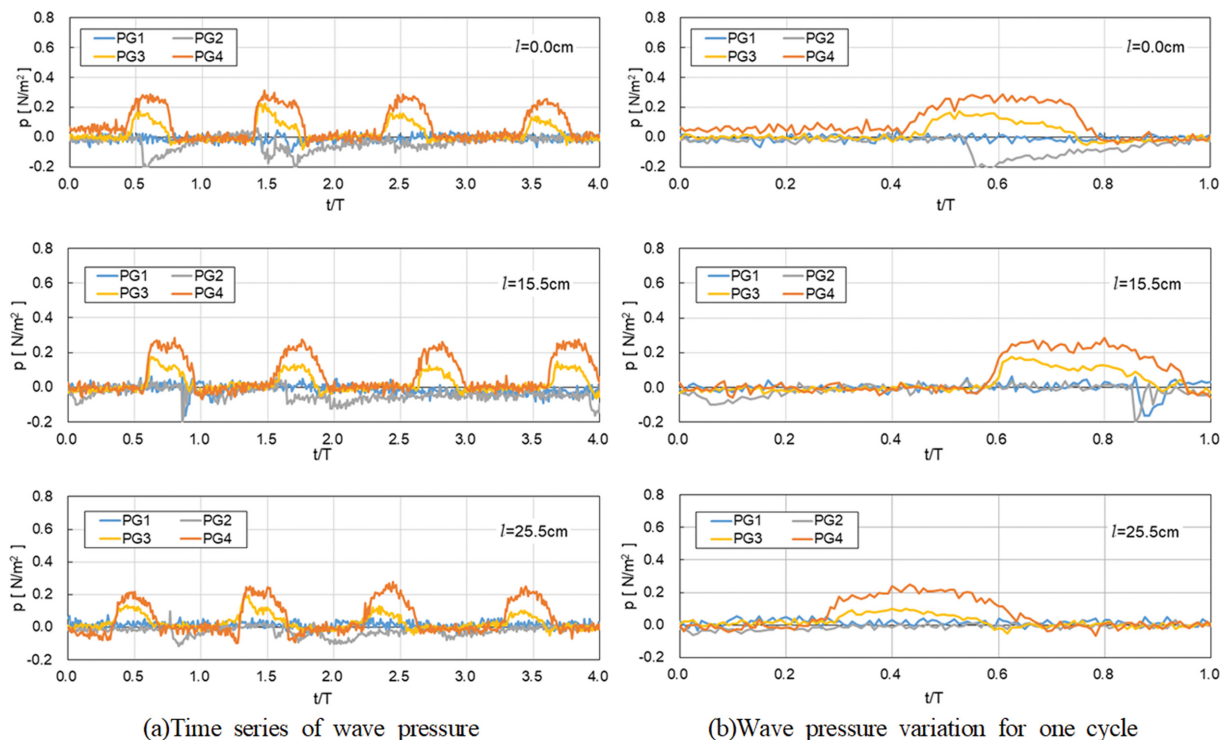 0.8
0.6
0.4
0.2
0.0
-0.2
p [ N/m²]
PG1 PG2
PG3 PG4
l=0.0cm
0.0 0.5 1.0 1.5 2.0 2.5 3.0 3.5 4.0
t/T
0.8
0.6
0.4
0.2
0.0
-0.2
p [ N/m²]
PG1 PG2
PG3 PG4
l=0.0cm
0.0 0.2 0.4 0.6 0.8 1.0
t/T
0.8
0.6
0.4
0.2
0.0
-0.2
p [ N/m²]
PG1 PG2
PG3 PG4
l=15.5cm
0.0 0.5 1.0 1.5 2.0 2.5 3.0 3.5 4.0
t/T
0.8
0.6
0.4
0.2
0.0
-0.2
p [ N/m²]
PG1 PG2
PG3 PG4
l=15.5cm
0.0 0.2 0.4 0.6 0.8 1.0
t/T
0.8
0.6
0.4
0.2
0.0
-0.2
p [ N/m²]
PG1 PG2
PG3 PG4
l=25.5cm
0.0 0.5 1.0 1.5 2.0 2.5 3.0 3.5 4.0
t/T
0.8
0.6
0.4
0.2
0.0
-0.2
p [ N/m²]
PG1 PG2
PG3 PG4
l=25.5cm
0.0 0.2 0.4 0.6 0.8 1.0
t/T
(a)Time series of wave pressure
(b)Wave pressure variation for one cycle